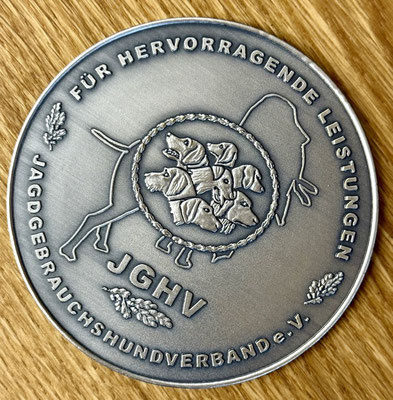 FÜR HERVORRAGENDE LEISTUNGEN
JGHV
JAGDGEBRAUCHSHUNDVERBAND e.V.